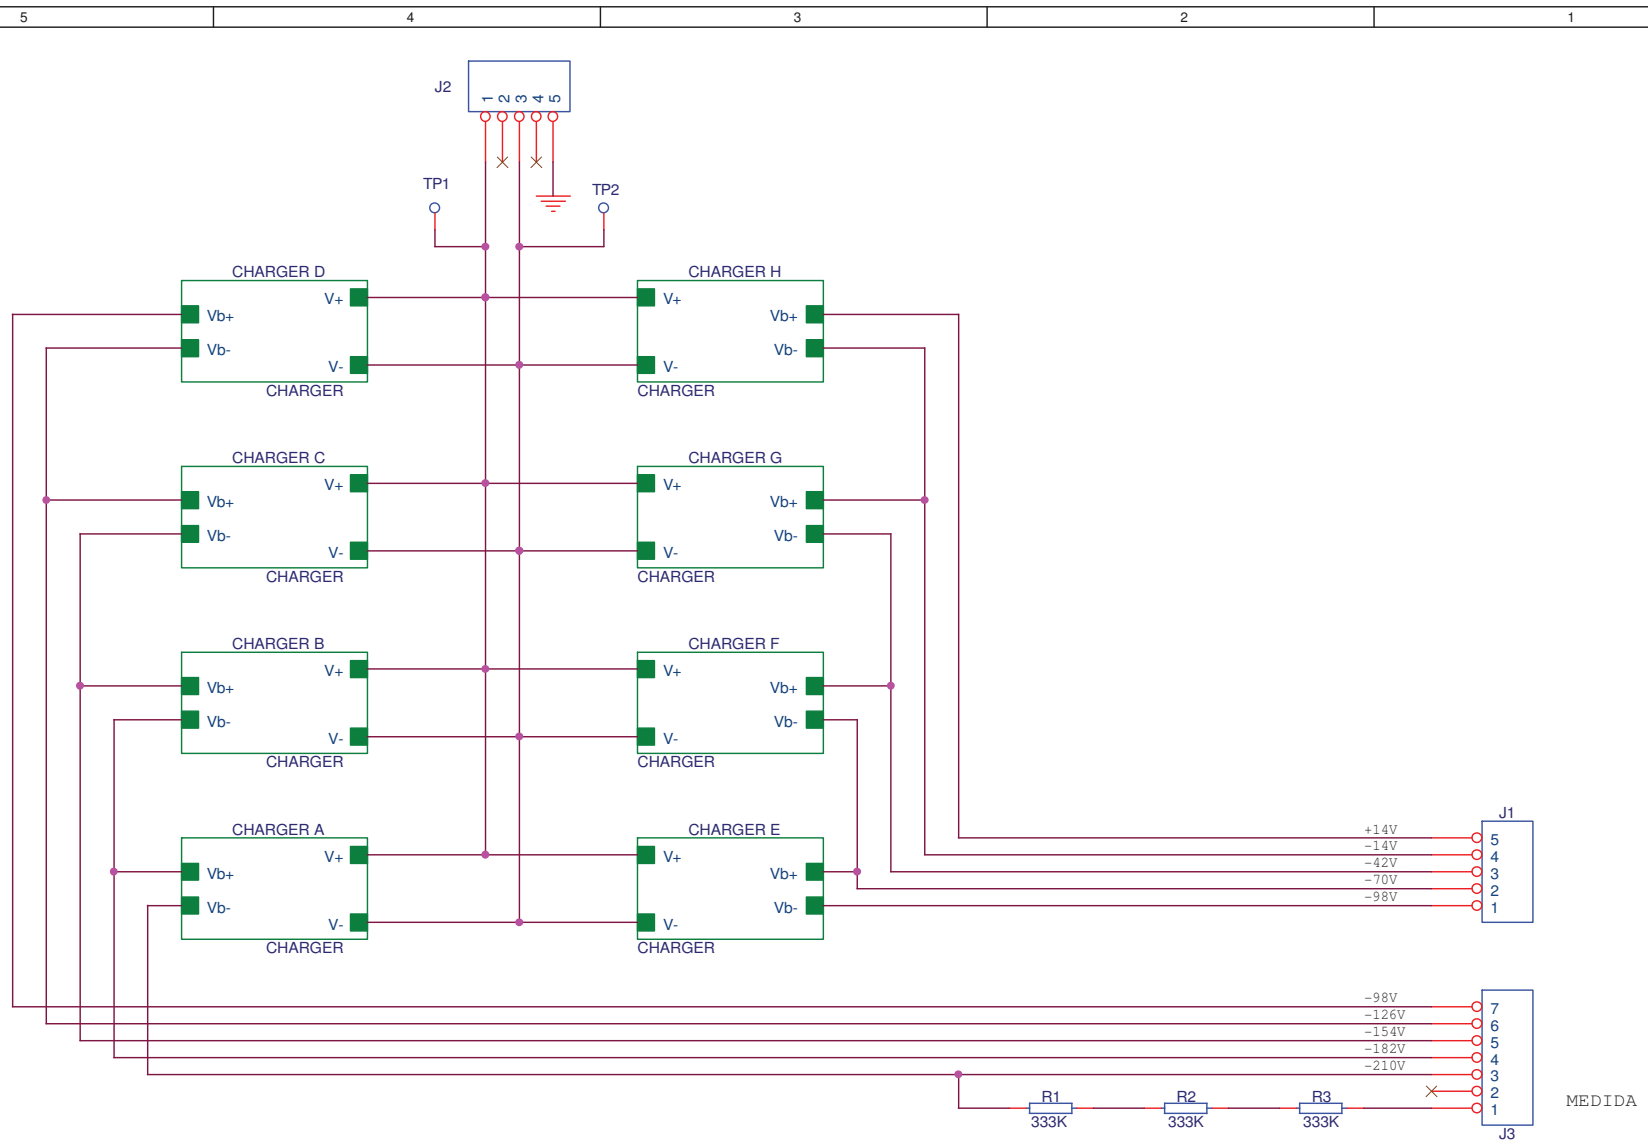 5 4 3 2 1
J2
1 2 3 4 5
TP1 TP2
CHARGER D CHARGER H
V+ V+
Vb+ Vb+
Vb- Vb-
V- V-
CHARGER CHARGER
CHARGER C CHARGER G
V+ V+
Vb+ Vb+
Vb- Vb-
V- V-
CHARGER CHARGER
CHARGER B CHARGER F
V+ V+
Vb+ Vb+
Vb- Vb-
V- V-
CHARGER CHARGER
CHARGER A CHARGER E
V+ V+
Vb+ Vb+
Vb- Vb-
V- V-
CHARGER CHARGER
J1
+14V 5
-14V 4
-42V 3
-70V 2
-98V 1
-98V 7
-126V 6
-154V 5
-182V 4
-210V 3
2
R1 R2 R3 1
333K 333K 333K
MEDIDA
J3